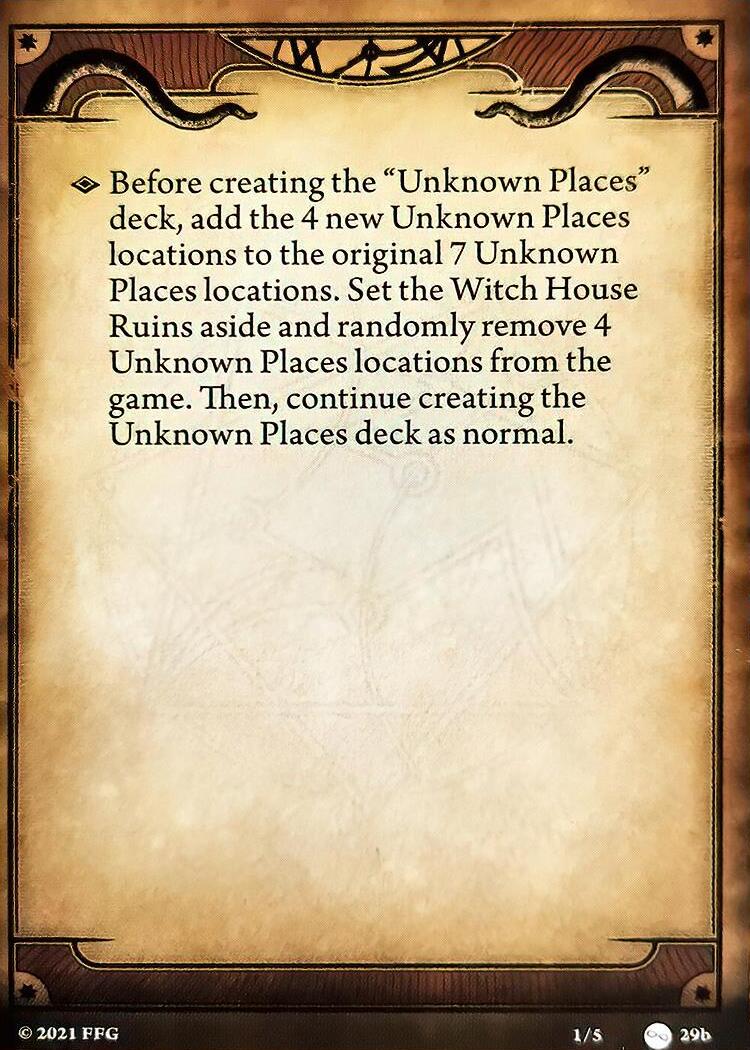 Before creating the “Unknown Places”
deck, add the 4 new Unknown Places
locations to the original 7 Unknown
Places locations. Set the Witch House
Ruins aside and randomly remove 4
Unknown Places locations from the
game. Then, continue creating the
Unknown Places deck as normal.
© 2021 FFG
1/5
29b